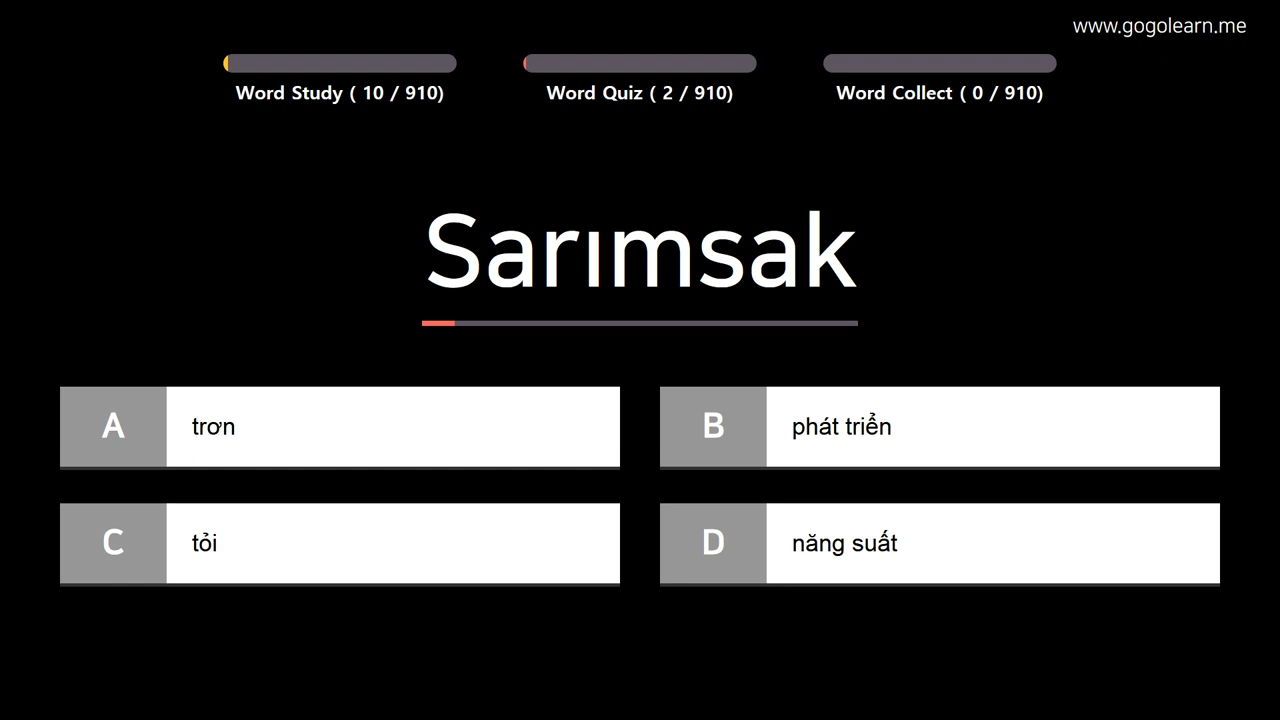 www.gogolearn.me
Word Study ( 10 / 910)
Word Quiz ( 2 / 910)
Word Collect ( 0 / 910)
Sarımsak
A trơn
B phát triển
C tỏi
D năng suất